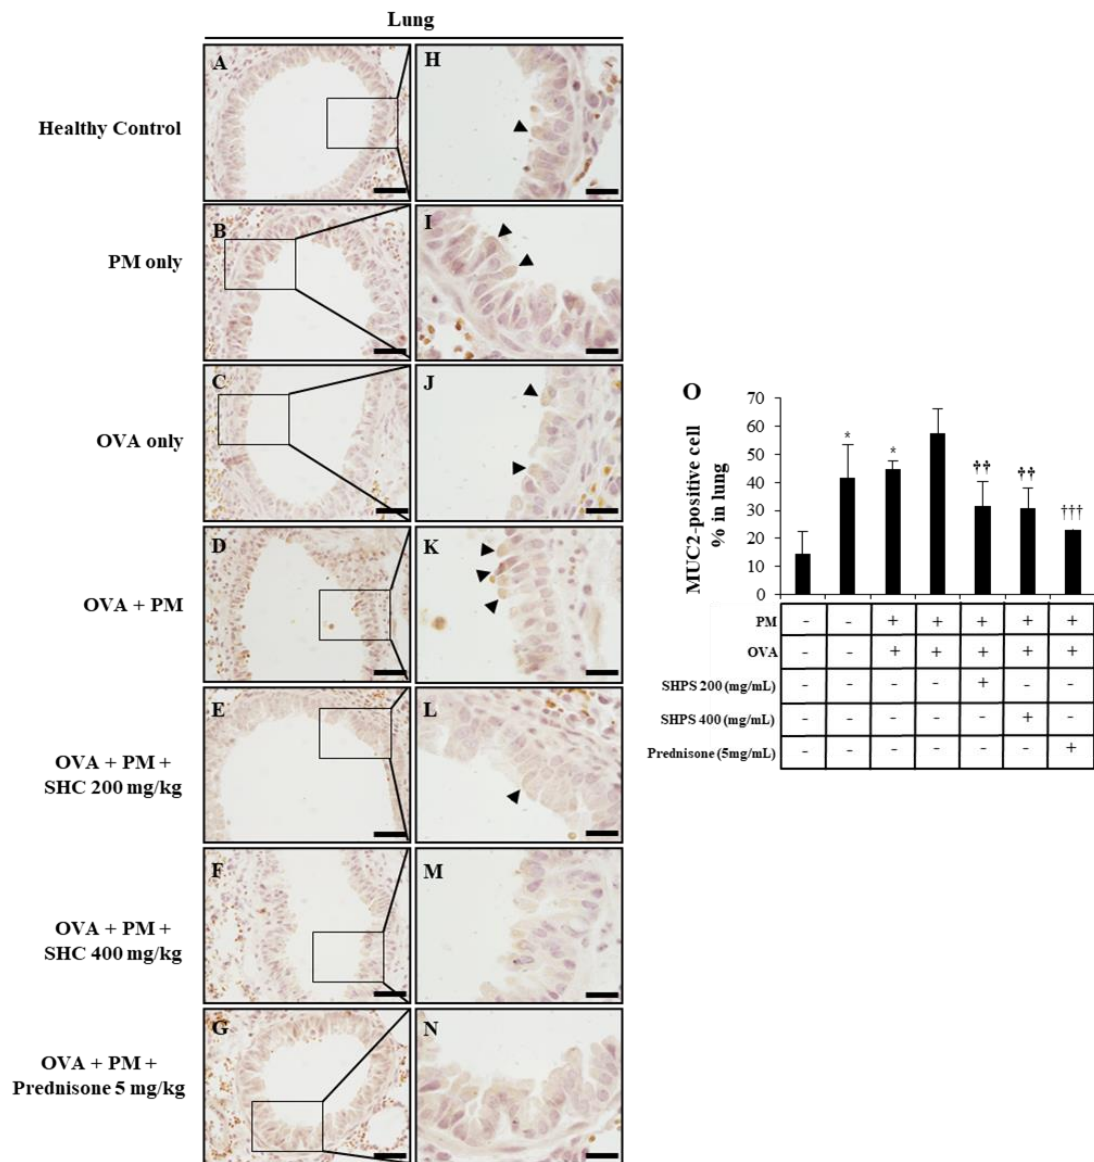 Lung
A
H
Healthy Control
B
I
PM only
C
J
OVA only
D
K
OVA + PM
E
L
OVA + PM +
SHC 200 mg/kg
F
M
OVA + PM +
SHC 400 mg/kg
G
N
OVA + PM +
Prednisone 5 mg/kg
O
MUC2-positive cell
% in lung
70
60
50
40
30
20
10
0
* * †† †† †††
PM - - + + + + +
OVA - - + + + + +
SHPS 200 (mg/mL) - - - - + - -
SHPS 400 (mg/mL) - - - - - + -
Prednisone (5mg/mL) - - - - - - +